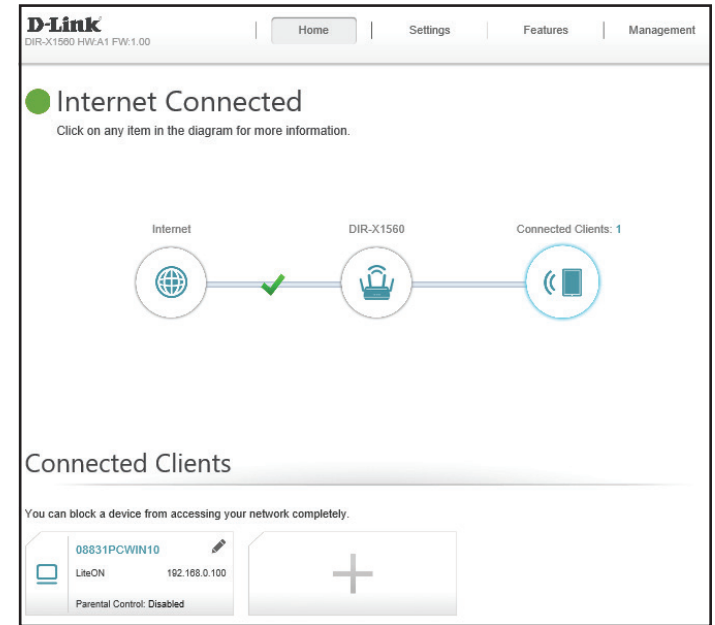 D-Link
DIR-X1560 HW:A1 FW:1.00
Home Settings Features Management
Internet Connected
Click on any item in the diagram for more information.
Internet DIR-X1560 Connected Clients: 1
Connected Clients
You can block a device from accessing your network completely.
08831PCWIN10
LiteON 192.168.0.100
Parental Control: Disabled